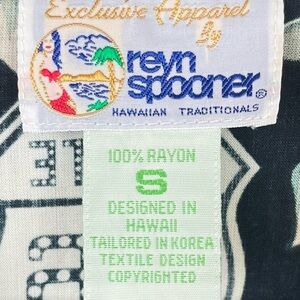 Exclusive Apparel
By
reyn
spooner®
HAWAIIAN TRADITIONALS
100% RAYON
S
DESIGNED IN
HAWAII
TAILORED IN KOREA
TEXTILE DESIGN
COPYRIGHTED